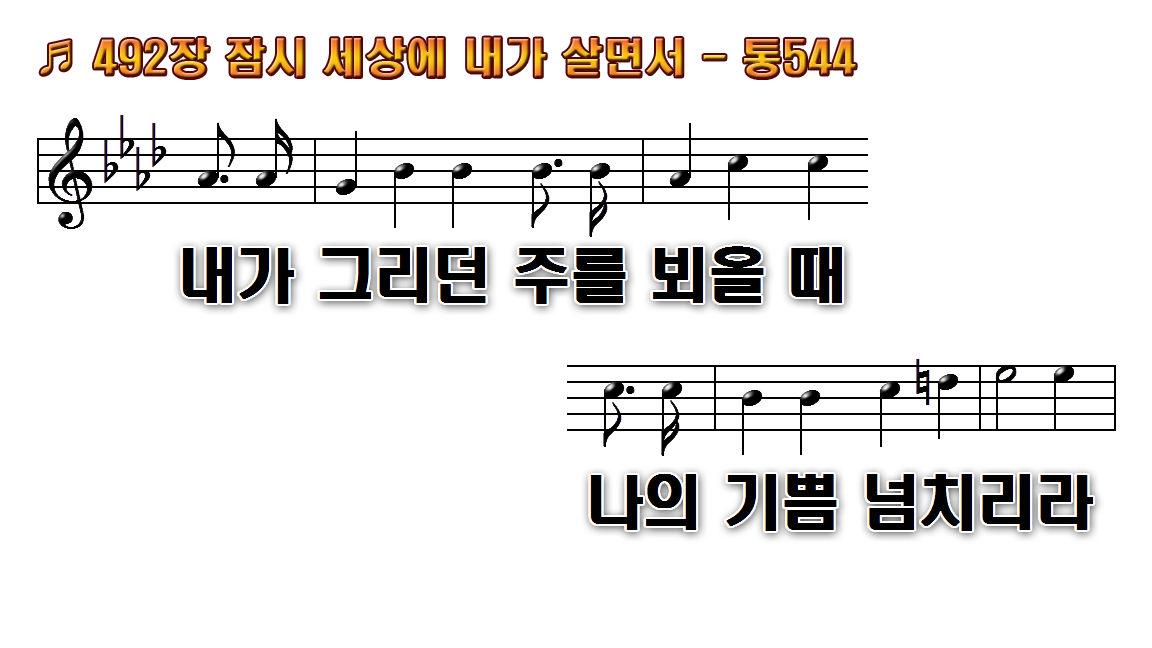 ♬ 492장 잠시 세상에 내가 살면서 - 통544
내가 그리던 주를 뵈올 때
나의 기쁨 넘치리라